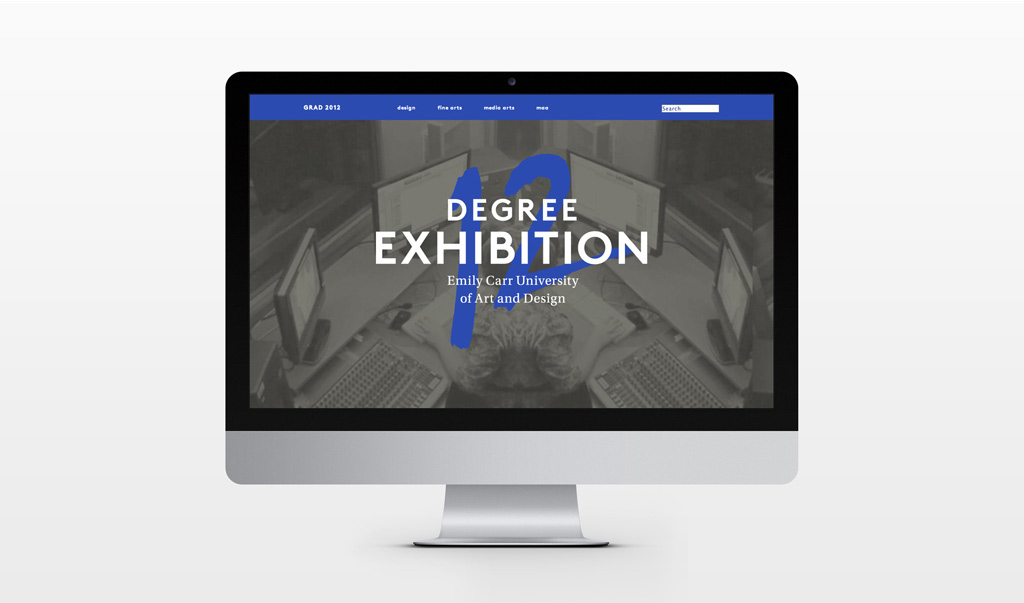 GRAD 2012
design
fine arts
media arts
maa
Search
12
DEGREE
EXHIBITION
Emily Carr University
of Art and Design